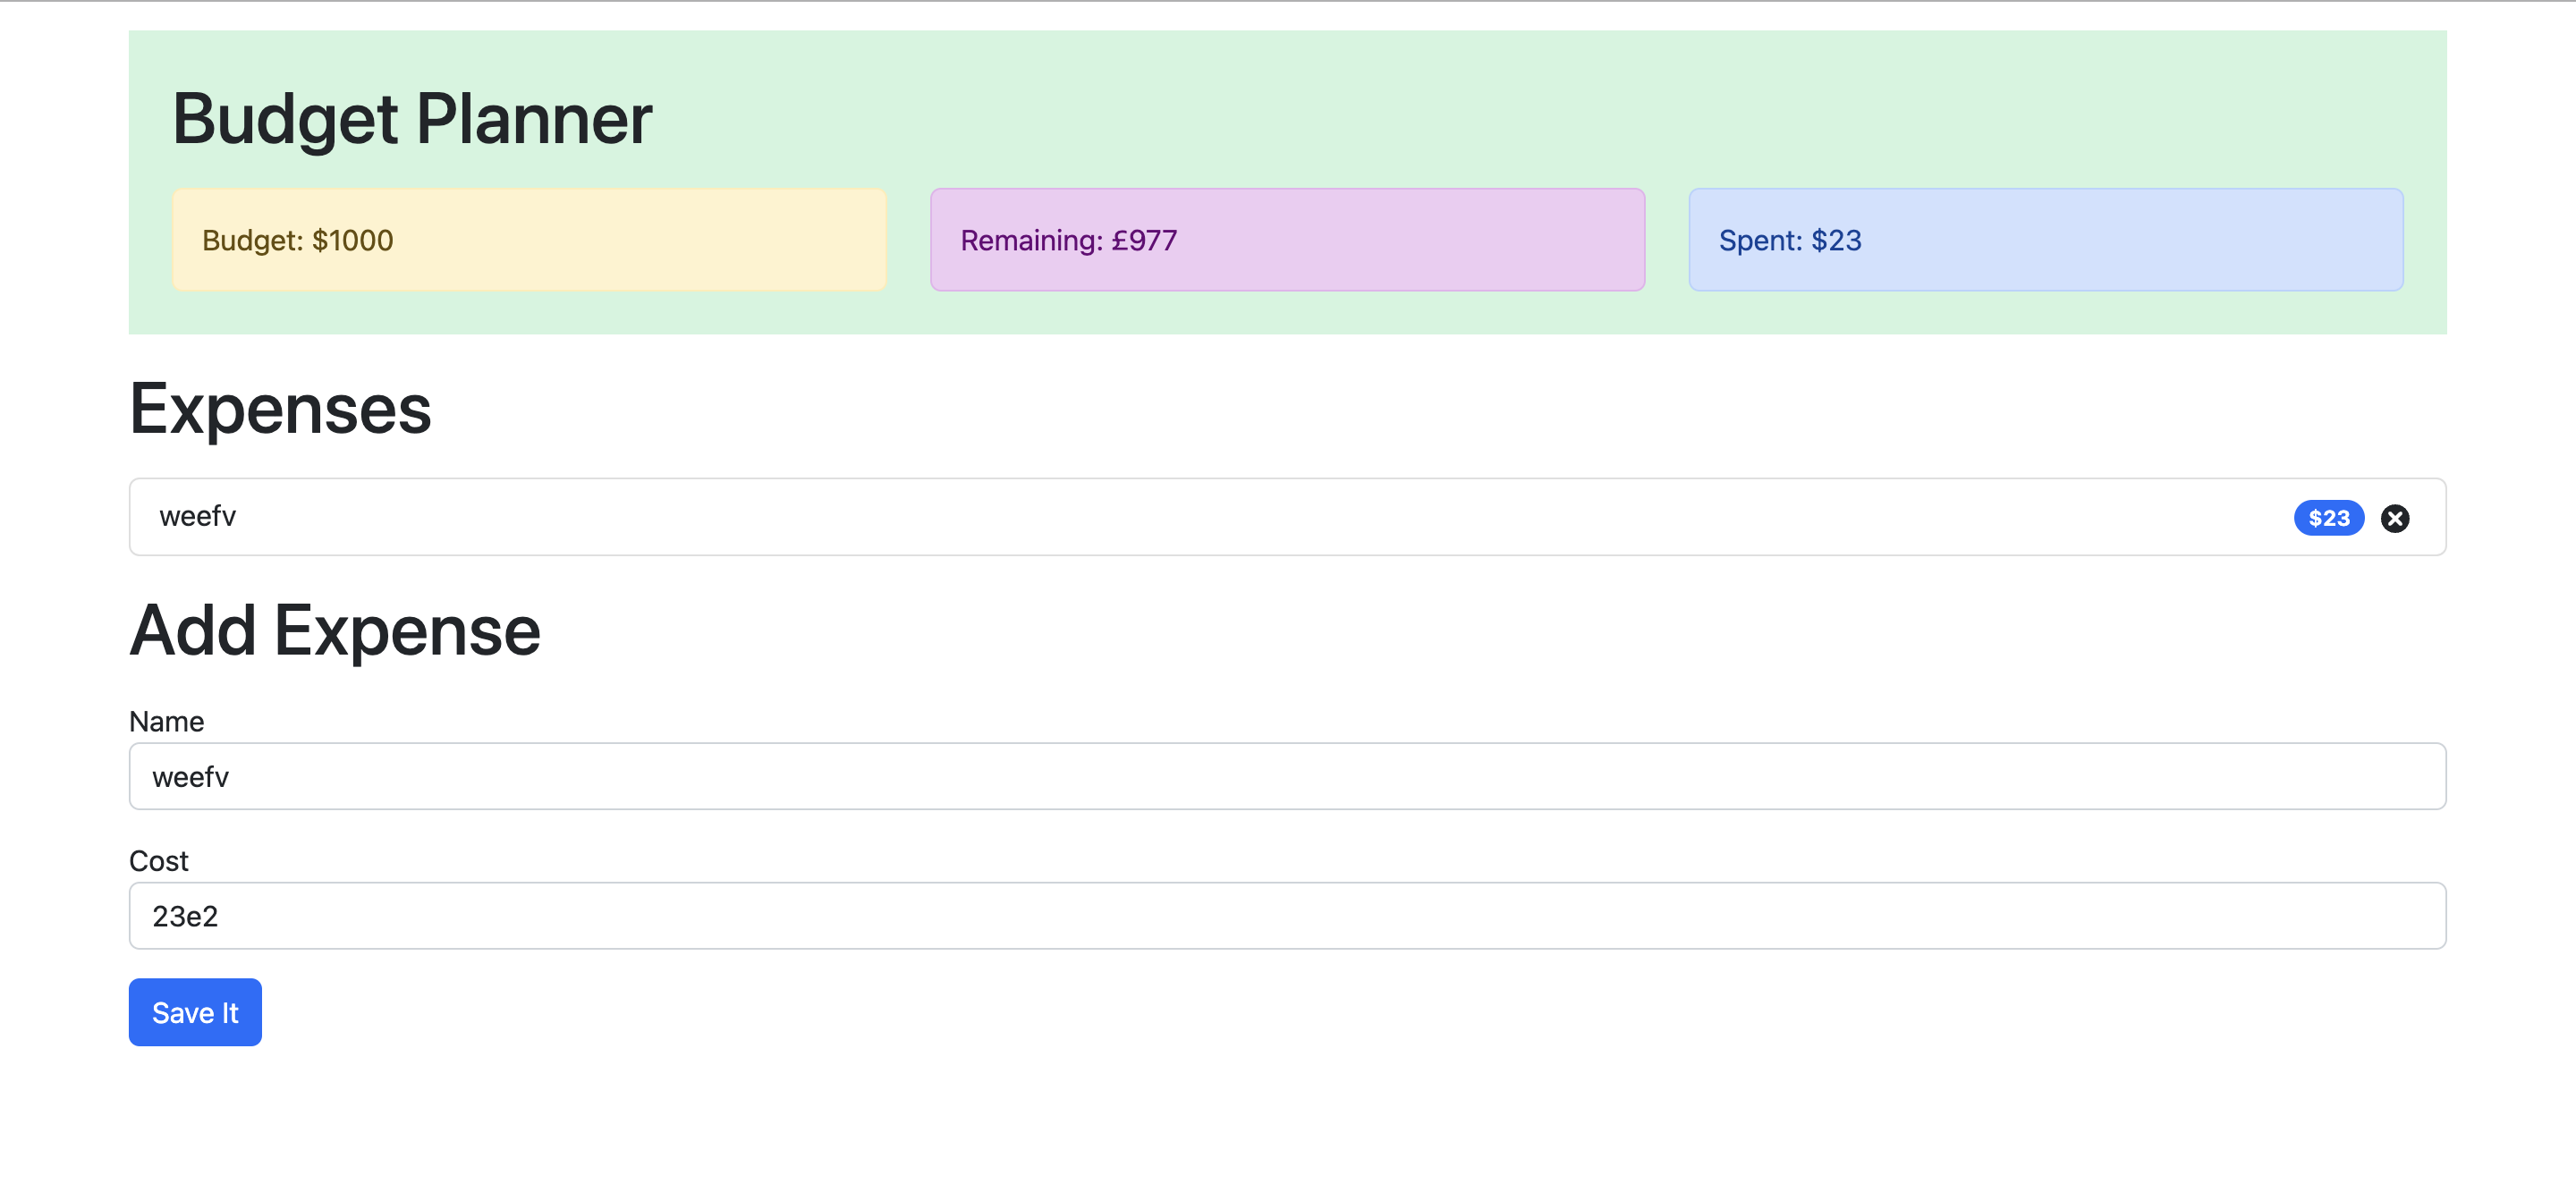 Budget Planner
Budget: $1000
Remaining: £977
Spent: $23
Expenses
weefv
$23
Add Expense
Name
weefv
Cost
23e2
Save It